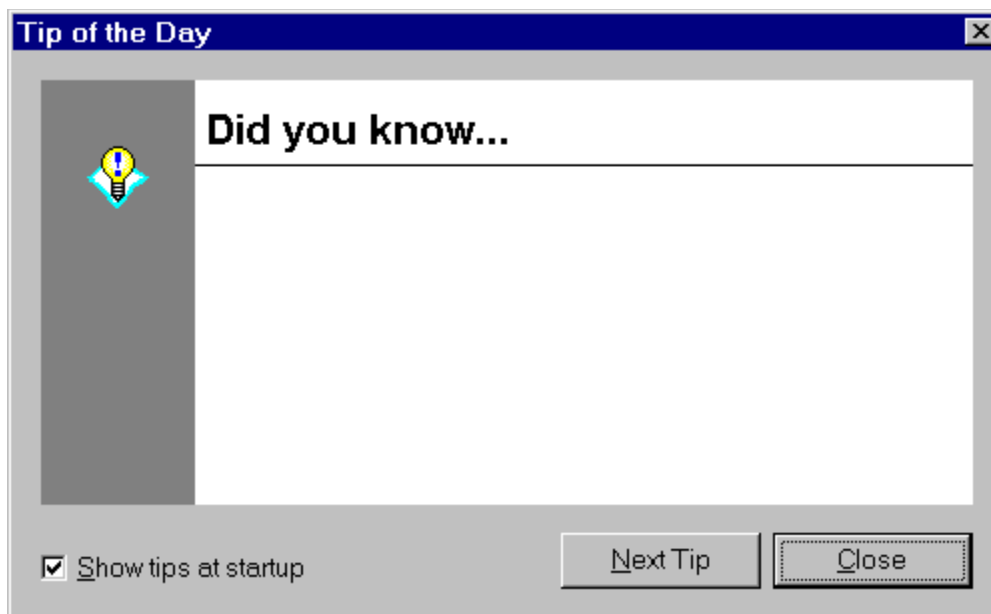 Tip of the Day
Did you know...
Show tips at startup
Next Tip
Close